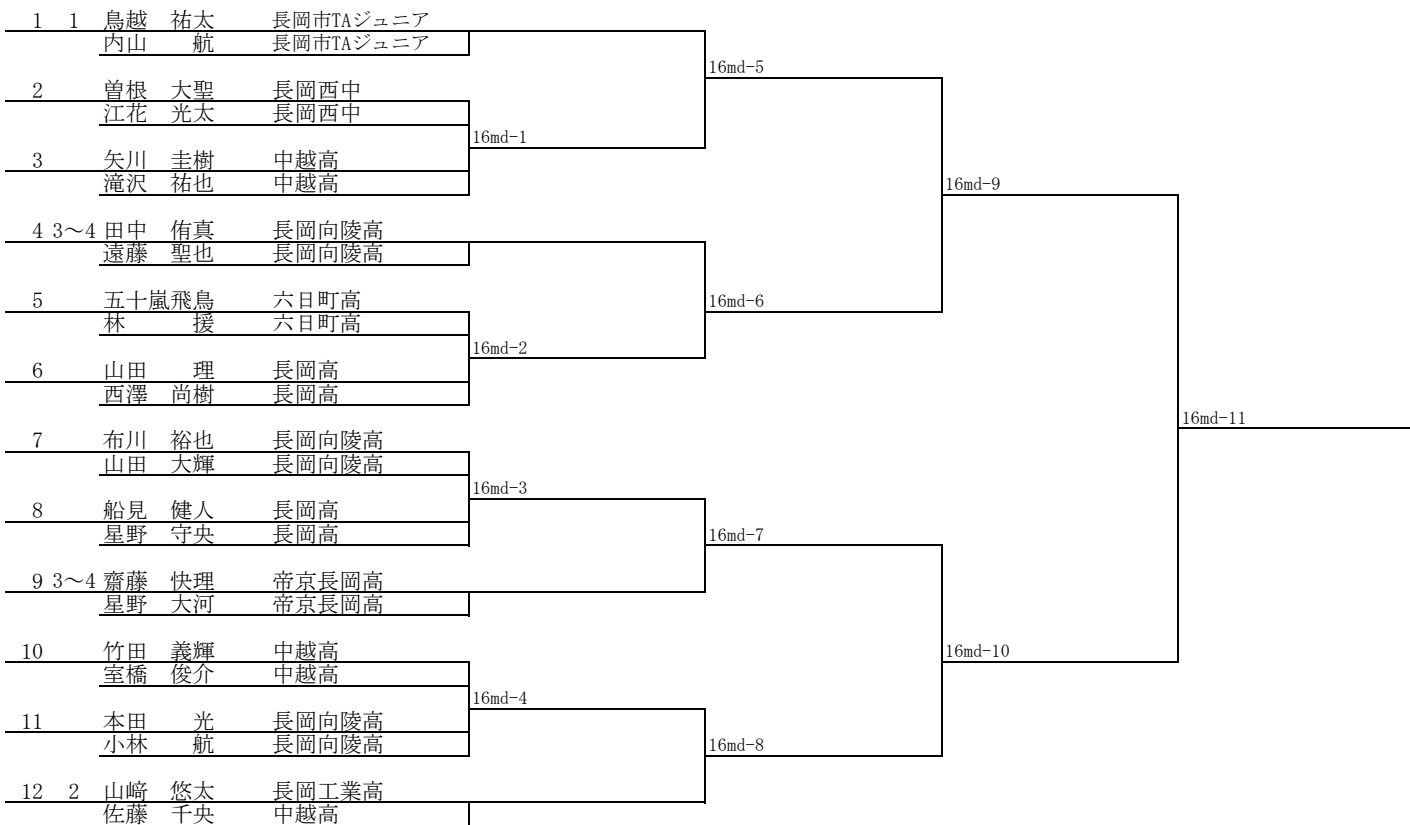 1 1 鳥越 祐太 長岡市TAジュニア
内山 航 長岡市TAジュニア
16md-5
2 曽根 大聖 長岡西中
江花 光太 長岡西中
16md-1
3 矢川 圭樹 中越高
滝沢 祐也 中越高
16md-9
4 3～4 田中 侑真 長岡向陵高
遠藤 聖也 長岡向陵高
5 五十嵐飛鳥 六日町高
16md-6
林 援 六日町高
16md-2
6 山田 理 長岡高
西澤 尚樹 長岡高
16md-11
7 布川 裕也 長岡向陵高
山田 大輝 長岡向陵高
16md-3
8 船見 健人 長岡高
星野 守央 長岡高
16md-7
9 3～4 齋藤 快理 帝京長岡高
星野 大河 帝京長岡高
10 竹田 義輝 中越高
16md-10
室橋 俊介 中越高
16md-4
11 本田 光 長岡向陵高
小林 航 長岡向陵高
16md-8
12 2 山﨑 悠太 長岡工業高
佐藤 千央 中越高